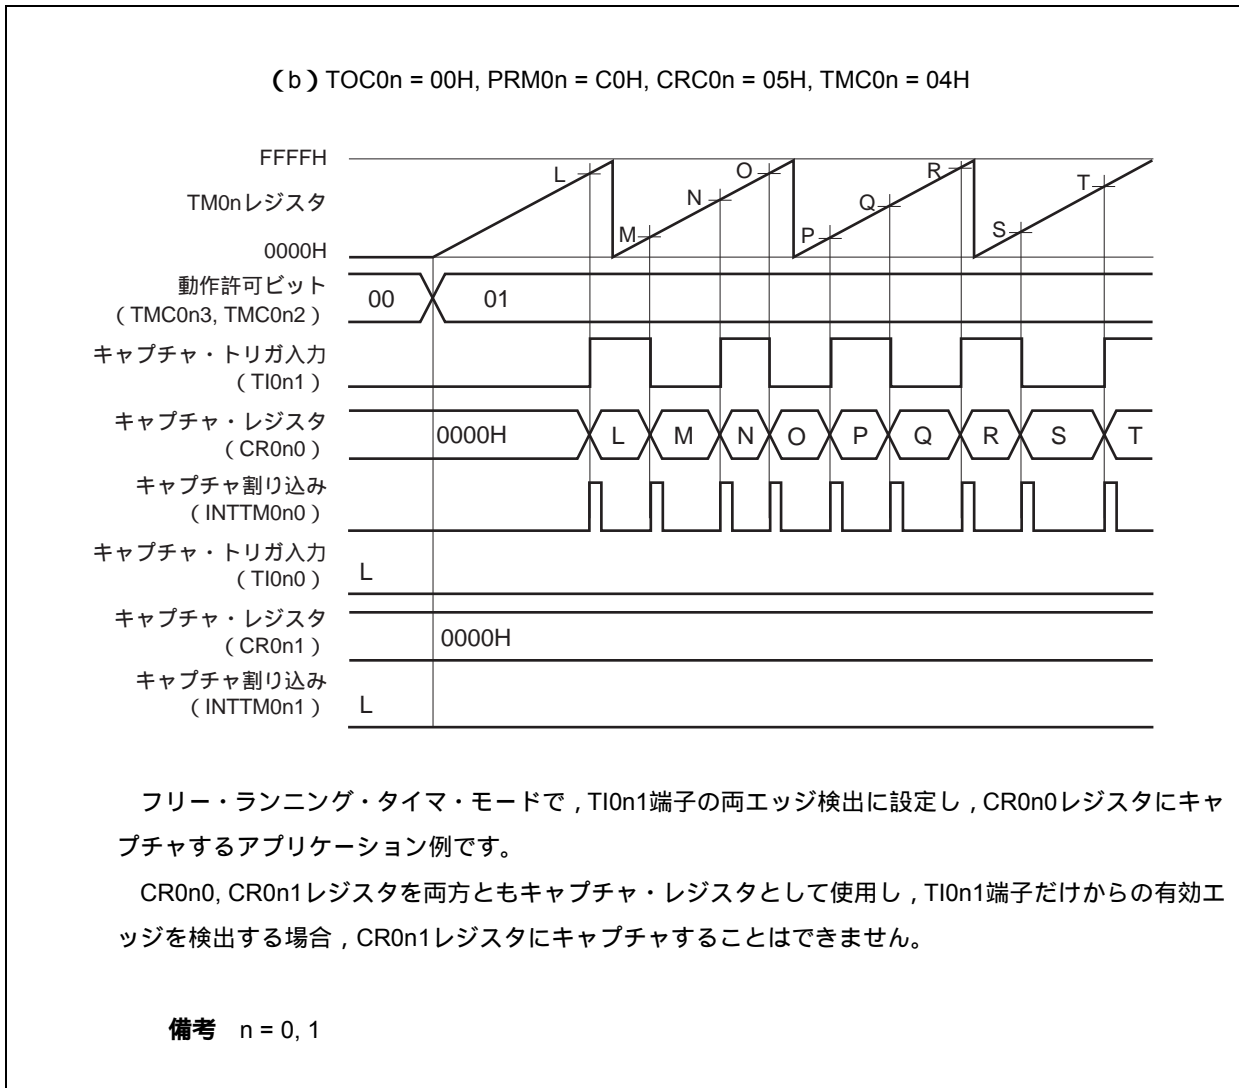 （b）TOC0n = 00H, PRM0n = C0H, CRC0n = 05H, TMC0n = 04H
FFFFH
TM0nレジスタ
0000H
L
M
N
O
P
Q
R
S
T
動作許可ビット
（TMC0n3, TMC0n2）
00
01
キャプチャ・トリガ入力
（TI0n1）
キャプチャ・レジスタ
（CR0n0）
0000H
L
M
N
O
P
Q
R
S
T
キャプチャ割り込み
（INTTM0n0）
キャプチャ・トリガ入力
（TI0n0）
L
キャプチャ・レジスタ
（CR0n1）
0000H
キャプチャ割り込み
（INTTM0n1）
L
フリー・ランニング・タイマ・モードで，TI0n1端子の両エッジ検出に設定し，CR0n0レジスタにキャ
プチャするアプリケーション例です。
CR0n0, CR0n1レジスタを両方ともキャプチャ・レジスタとして使用し，TI0n1端子だけからの有効エ
ッジを検出する場合，CR0n1レジスタにキャプチャすることはできません。
備考 n = 0, 1